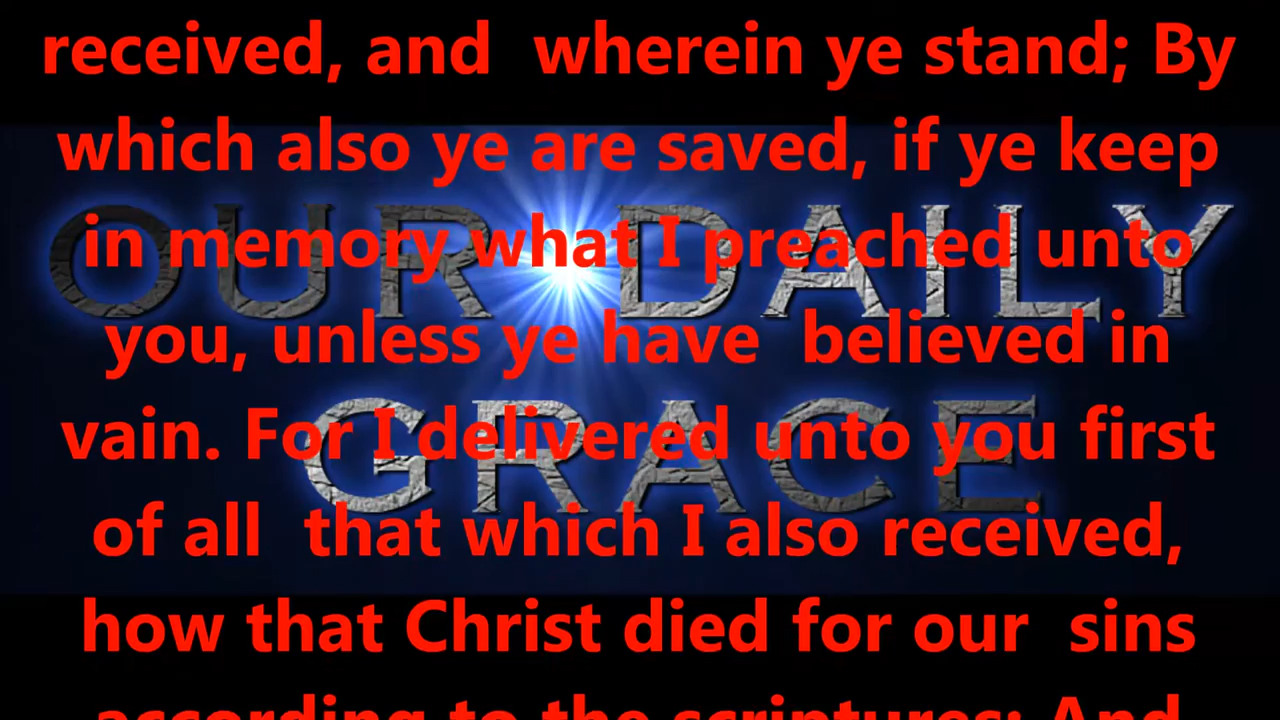 received, and  wherein ye stand; By
which also ye are saved, if ye keep
in memory what I preached unto
you, unless ye have  believed in
vain. For I delivered unto you first
of all  that which I also received,
how that Christ died for our  sins
according to the scriptures; And
OUR DAILY
GRACE